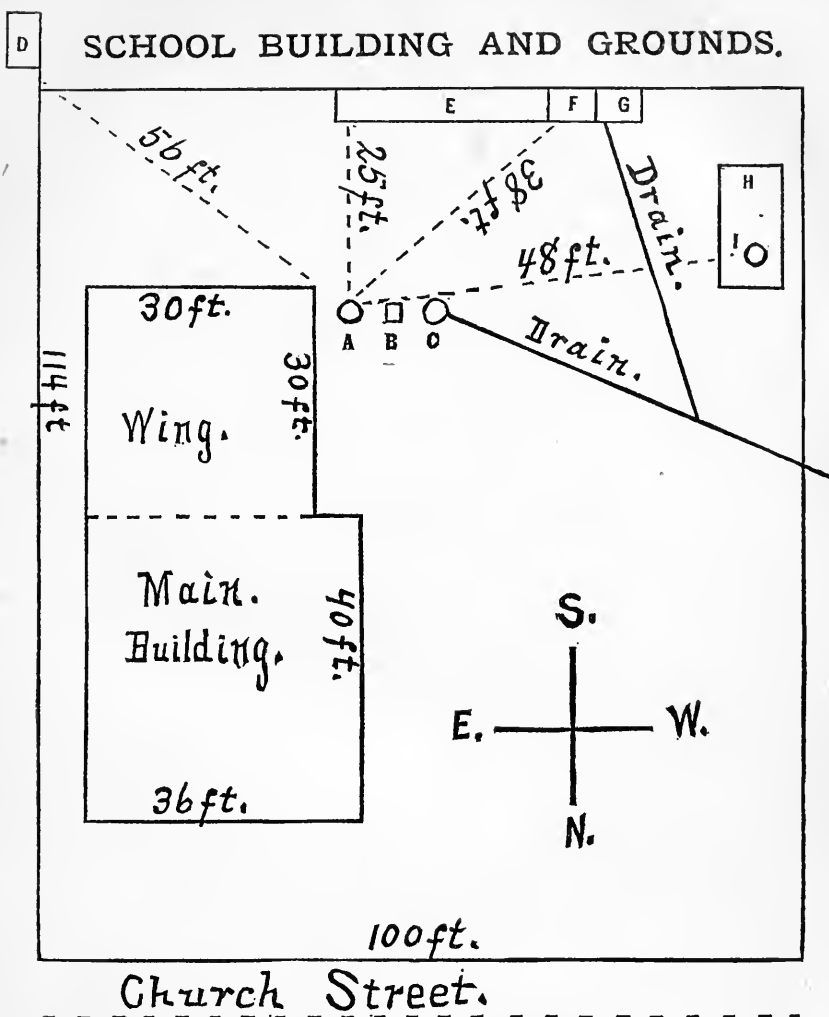 D
SCHOOL BUILDING AND GROUNDS.
E
F
G
56 ft.
25 ft.
38 ft.
Drain.
H
I
48 ft.
30 ft.
A
B
C
Drain.
114 ft
30 ft.
Wing.
Main.
Building.
40 ft.
S.
E.
W.
N.
36 ft.
100 ft.
Church Street.